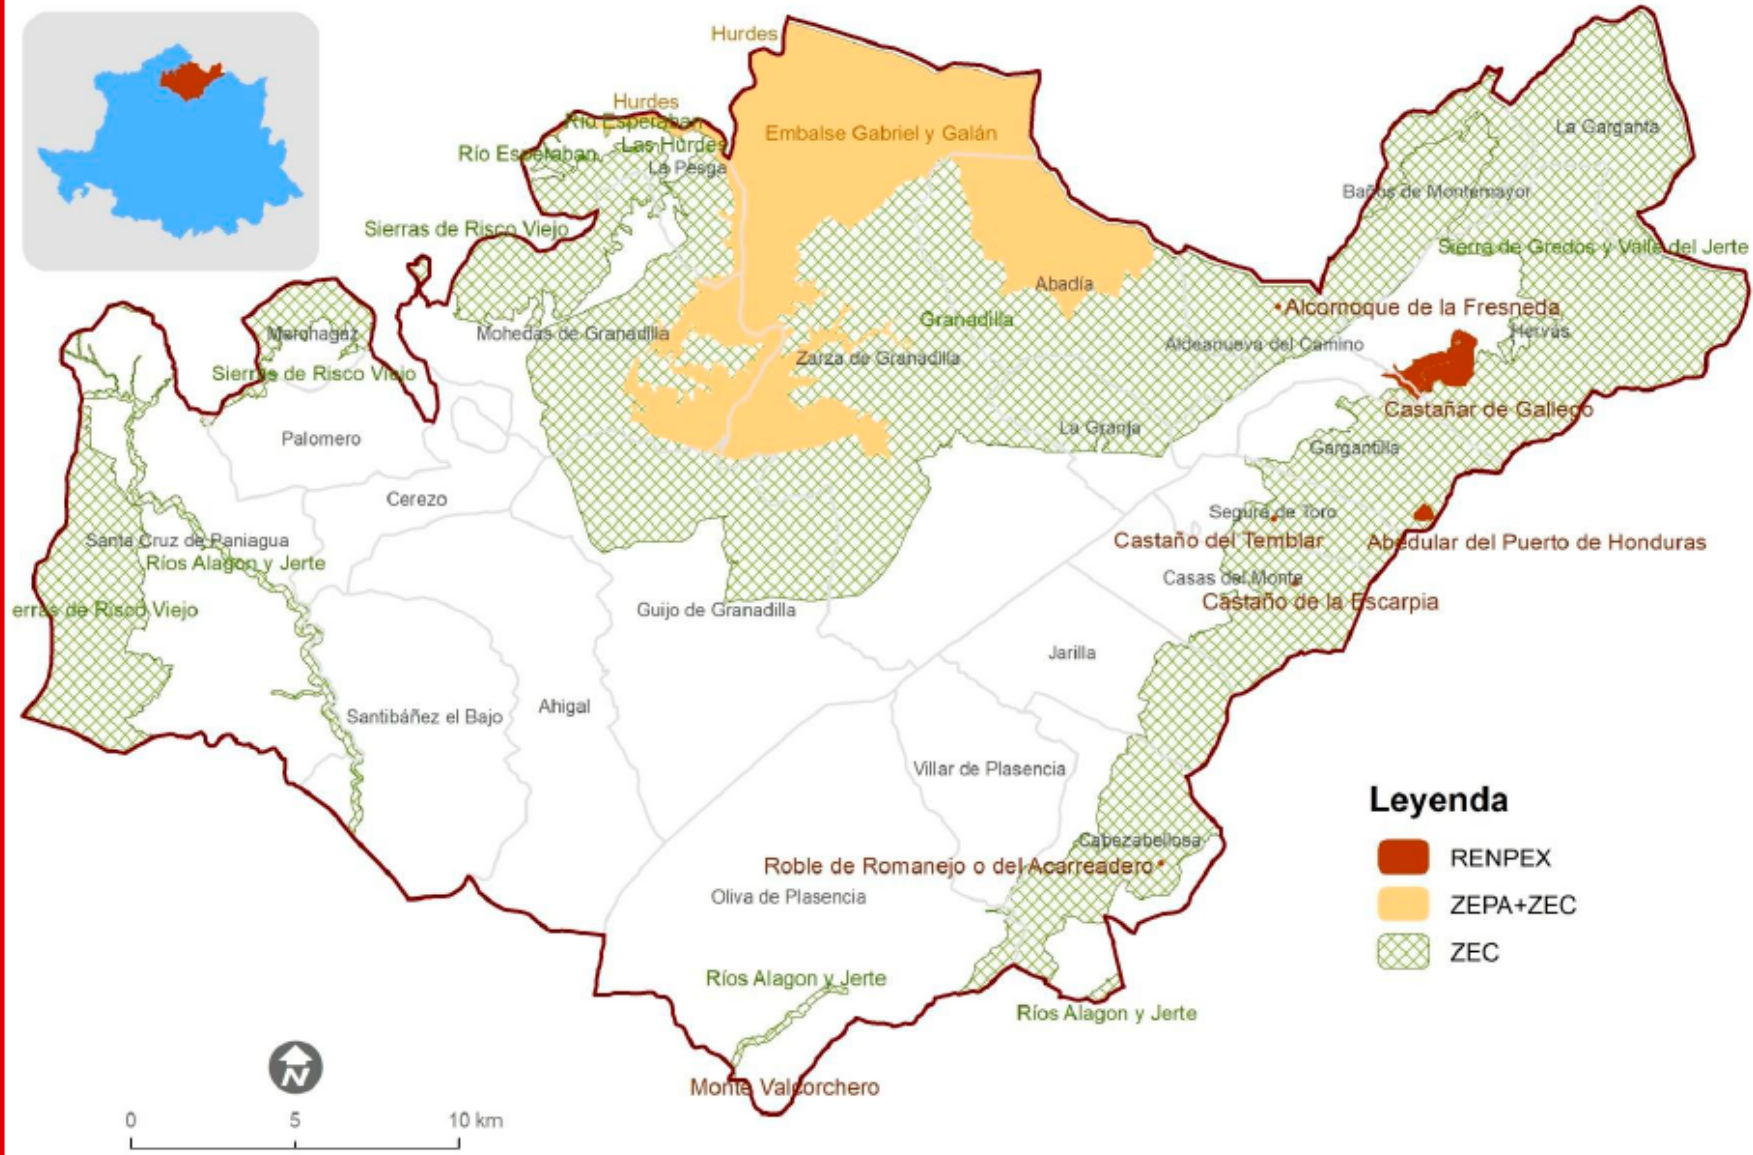 Hurdes
Hurdes
Río Esperaban
Embalse Gabriel y Galán
La Garganta
Río Esperaban
Las Hurdes
La Pesga
Baños de Montemayor
Sierras de Risco Viejo
Sierra de Gredos y Valle del Jerte
Abadía
Alcornoque de la Fresneda
Granadilla
Marchagaz
Mohedas de Granadilla
Hervás
Aldeanueva del Camino
Zarza de Granadilla
Sierras de Risco Viejo
Castañar de Gallego
La Granja
Palomero
Gargantilla
Cerezo
Segura de Toro
Santa Cruz de Paniagua
Castaño del Temblar
Abedular del Puerto de Honduras
Ríos Alagon y Jerte
Casas del Monte
Castaño de la Escarpia
erras de Risco Viejo
Guijo de Granadilla
Jarilla
Ahigal
Santibáñez el Bajo
Villar de Plasencia
Leyenda
Cabezabellosa
RENPEX
Roble de Romanejo o del Acarreadero
Oliva de Plasencia
ZEPA+ZEC
ZEC
Ríos Alagon y Jerte
Ríos Alagon y Jerte
N
Monte Valcorchero
0 5 10 km